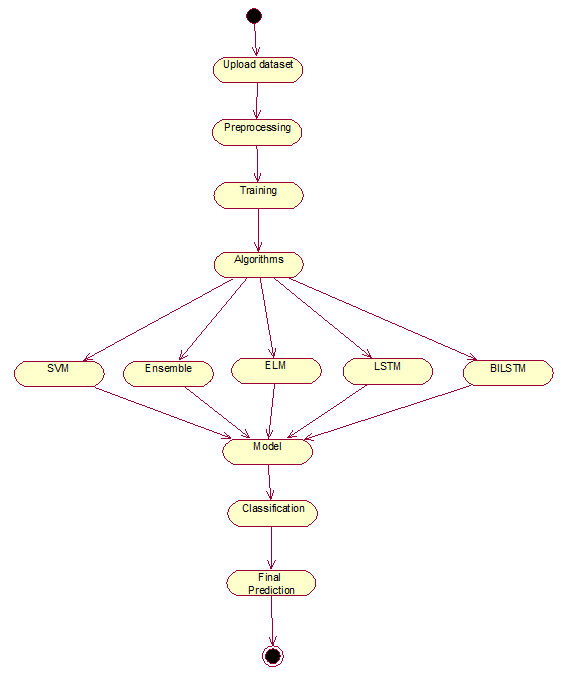 Upload dataset
Preprocessing
Training
Algorithms
SVM
Ensemble
ELM
LSTM
BILSTM
Model
Classification
Final
Prediction